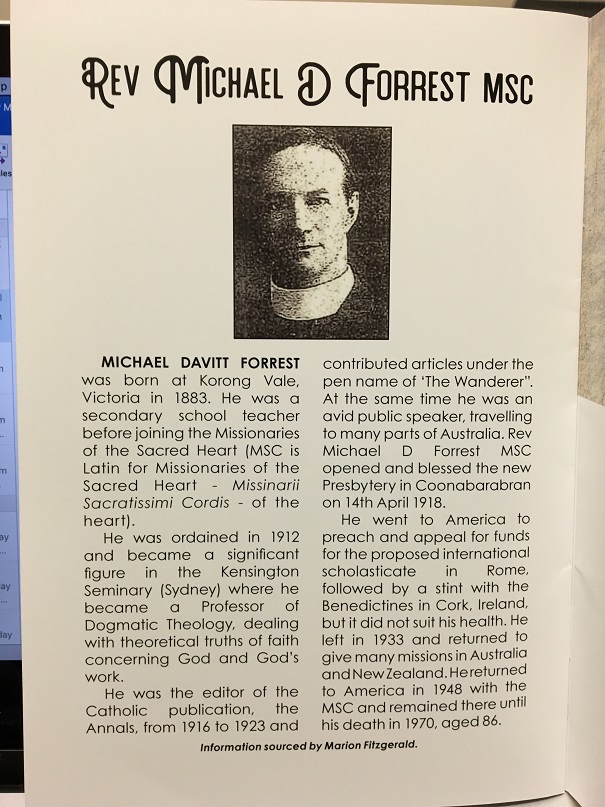 REV MICHAEL D FORREST MSC
MICHAEL DAVITT FORREST
was born at Korong Vale,
Victoria in 1883. He was a
secondary school teacher
before joining the Missionaries
of the Sacred Heart (MSC is
Latin for Missionaries of the
Sacred Heart - Missinarii
Sacratissimi Cordis - of the
heart).
He was ordained in 1912
and became a significant
figure in the Kensington
Seminary (Sydney) where he
became a Professor of
Dogmatic Theology, dealing
with theoretical truths of faith
concerning God and God's
work.
He was the editor of the
Catholic publication, the
Annals, from 1916 to 1923 and
contributed articles under the
pen name of 'The Wanderer".
At the same time he was an
avid public speaker, travelling
to many parts of Australia. Rev
Michael D Forrest MSC
opened and blessed the new
Presbytery in Coonabarabran
on 14th April 1918.
He went to America to
preach and appeal for funds
for the proposed international
scholasticate in Rome,
followed by a stint with the
Benedictines in Cork, Ireland,
but it did not suit his health. He
left in 1933 and returned to
give many missions in Australia
and New Zealand. He returned
to America in 1948 with the
MSC and remained there until
his death in 1970, aged 86.
Information sourced by Marion Fitzgerald.